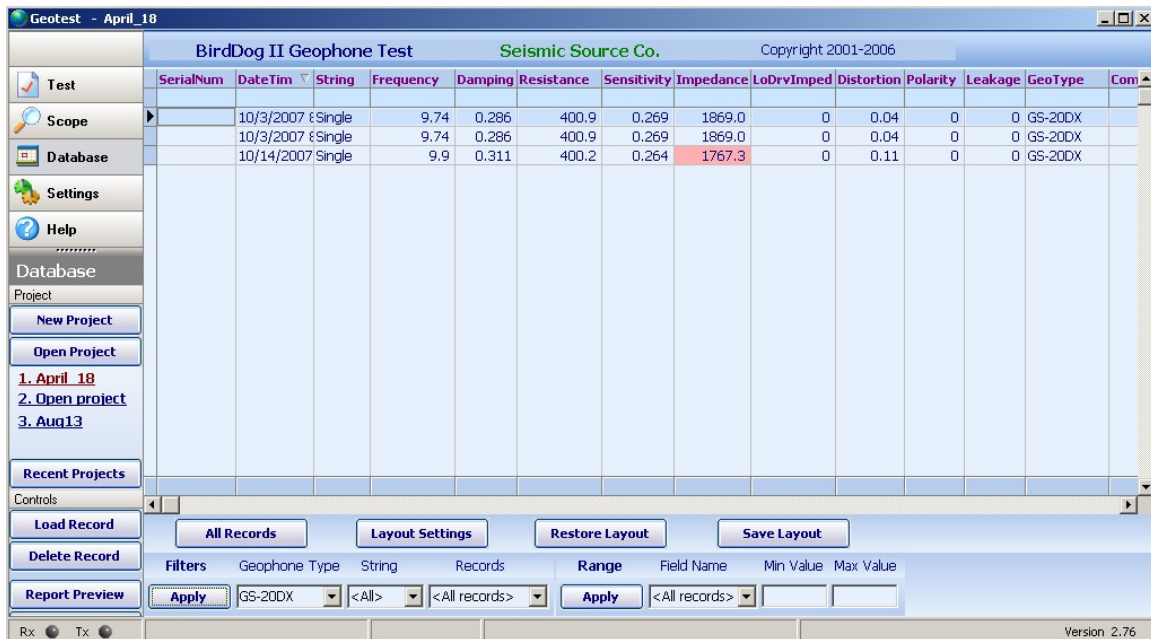 Geotest - April_18
BirdDog II Geophone Test Seismic Source Co. Copyright 2001-2006
Test
Scope
Database
Settings
Help
Database
Project
New Project
Open Project
1. April_18
2. Open project
3. Aug13
Recent Projects
Controls
Load Record
Delete Record
Report Preview
SerialNum DateTim String Frequency Damping Resistance Sensitivity Impedance LoDrvImped Distortion Polarity Leakage GeoType Com
10/3/2007 Single 9.74 0.286 400.9 0.269 1869.0 0 0.04 0 0 GS-20DX
10/3/2007 Single 9.74 0.286 400.9 0.269 1869.0 0 0.04 0 0 GS-20DX
10/14/2007 Single 9.9 0.311 400.2 0.264 1767.3 0 0.11 0 0 GS-20DX
All Records Layout Settings Restore Layout Save Layout
Filters Geophone Type String Records Range Field Name Min Value Max Value
Apply GS-20DX <All> <All records> Apply <All records>
Rx Tx Version 2.76